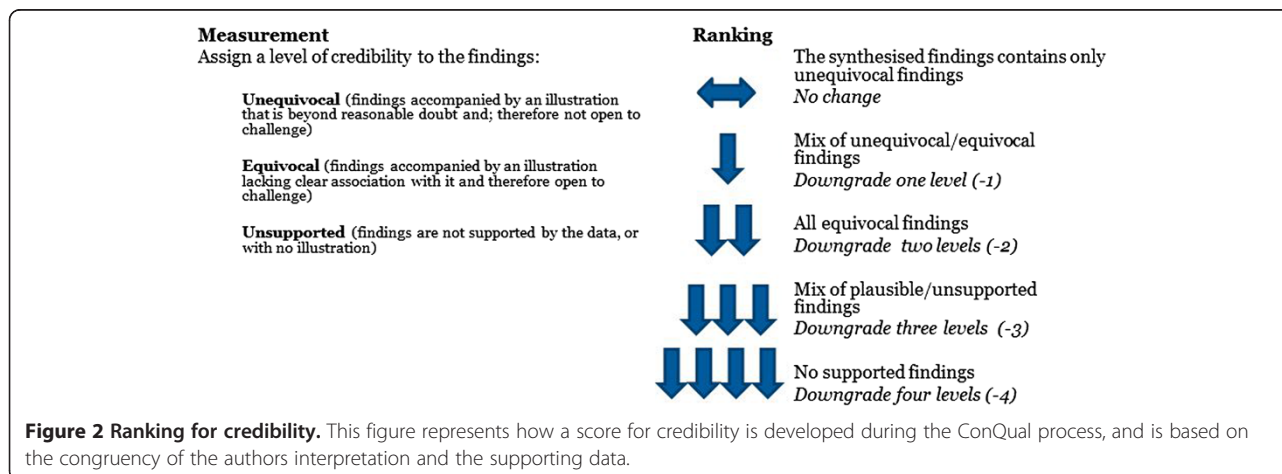 Measurement
Assign a level of credibility to the findings:
Unequivocal (findings accompanied by an illustration
that is beyond reasonable doubt and; therefore not open to
challenge)
Equivocal (findings accompanied by an illustration
lacking clear association with it and therefore open to
challenge)
Unsupported (findings are not supported by the data, or
with no illustration)
Ranking
The synthesised findings contains only
unequivocal findings
No change
Mix of unequivocal/equivocal
findings
Downgrade one level (-1)
All equivocal findings
Downgrade two levels (-2)
Mix of plausible/unsupported
findings
Downgrade three levels (-3)
No supported findings
Downgrade four levels (-4)
Figure 2 Ranking for credibility. This figure represents how a score for credibility is developed during the ConQual process, and is based on
the congruency of the authors interpretation and the supporting data.